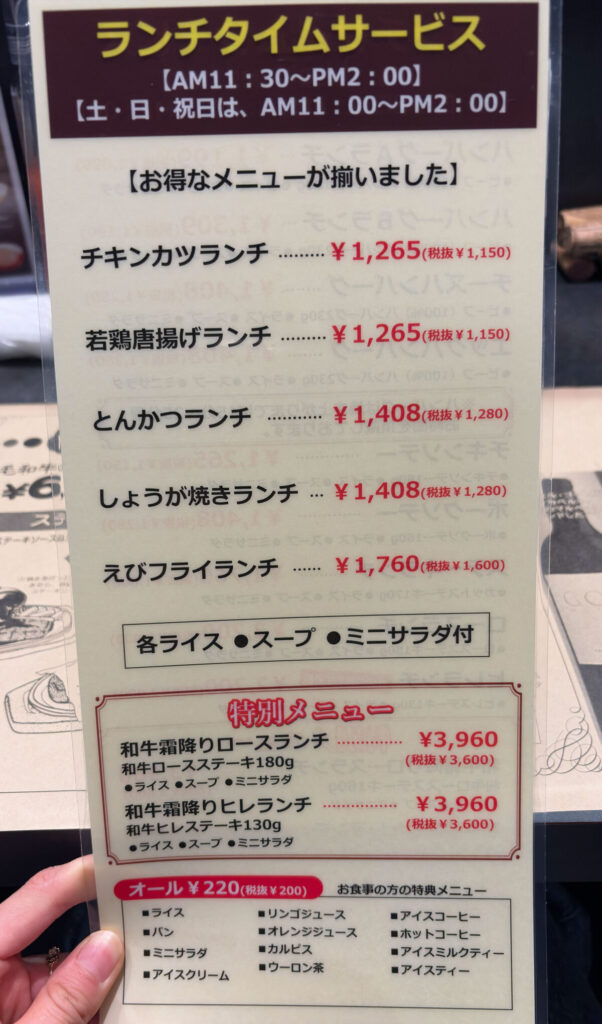 ランチタイムサービス
【AM11:30～PM2:00】
【土・日・祝日は、AM11:00～PM2:00】
【お得なメニューが揃いました】
チキンカツランチ ……… ¥1,265(税抜¥1,150)
若鶏唐揚げランチ ……… ¥1,265(税抜¥1,150)
とんかつランチ ……… ¥1,408(税抜¥1,280)
しょうが焼きランチ … ¥1,408(税抜¥1,280)
えびフライランチ …… ¥1,760(税抜¥1,600)
各ライス ●スープ ●ミニサラダ付
特別メニュー
和牛霜降りロースランチ ………… ¥3,960
和牛ロースステーキ180g (税抜¥3,600)
●ライス ●スープ ●ミニサラダ
和牛霜降りヒレランチ ………… ¥3,960
和牛ヒレステーキ130g (税抜¥3,600)
●ライス ●スープ ●ミニサラダ
オール¥220(税抜¥200) お食事の方の特典メニュー
■ライス ■リンゴジュース ■アイスコーヒー
■パン ■オレンジジュース ■ホットコーヒー
■ミニサラダ ■カルピス ■アイスミルクティー
■アイスクリーム ■ウーロン茶 ■アイスティー